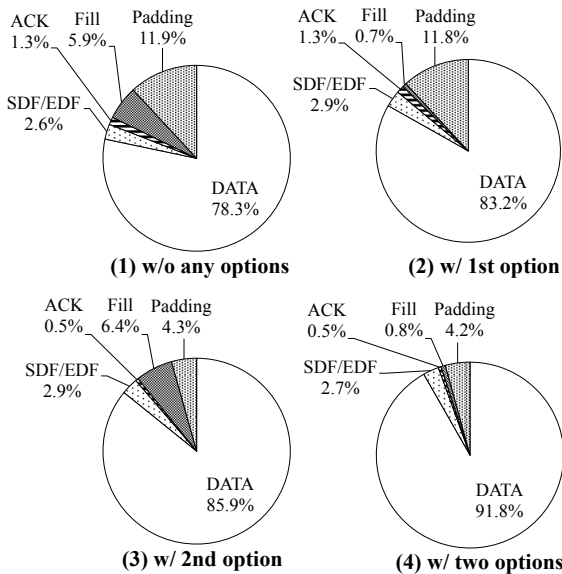 ACK
1.3%
Fill
5.9%
Padding
11.9%
SDF/EDF
2.6%
DATA
78.3%
(1) w/o any options
ACK
1.3%
Fill
0.7%
Padding
11.8%
SDF/EDF
2.9%
DATA
83.2%
(2) w/ 1st option
ACK
0.5%
Fill
6.4%
Padding
4.3%
SDF/EDF
2.9%
DATA
85.9%
(3) w/ 2nd option
ACK
0.5%
Fill
0.8%
Padding
4.2%
SDF/EDF
2.7%
DATA
91.8%
(4) w/ two options